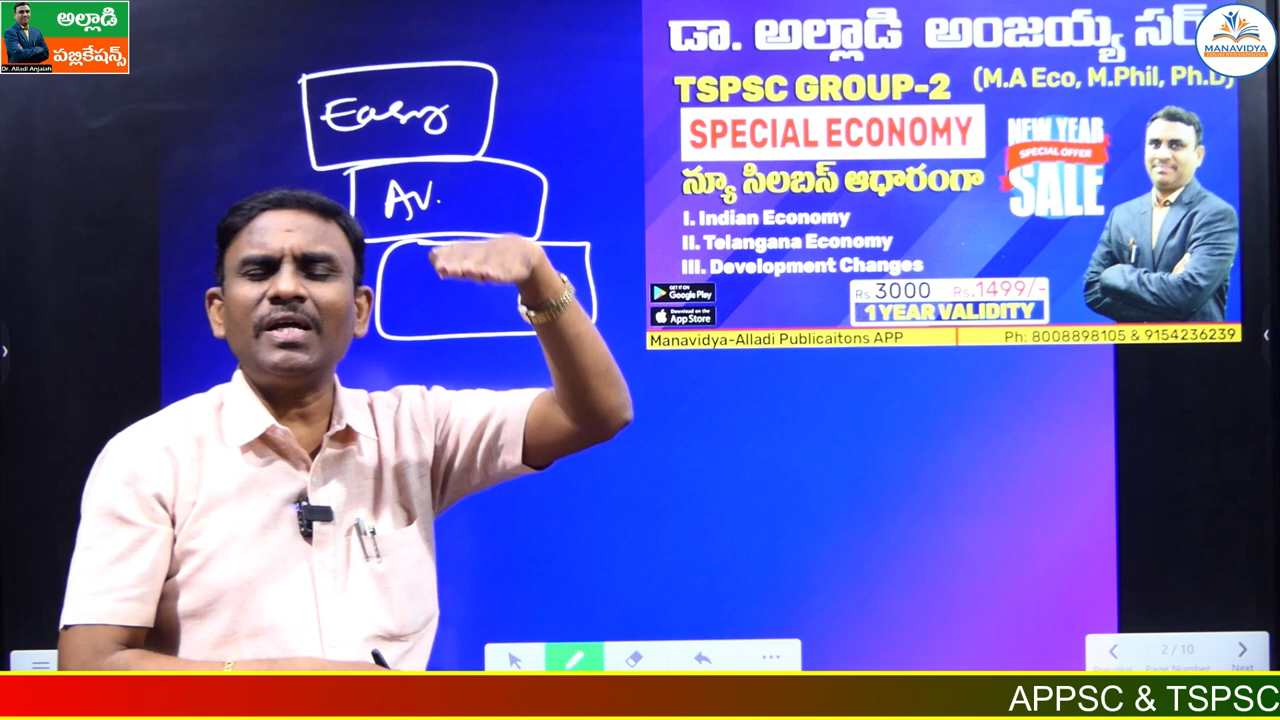 అల్లాడి
పబ్లికేషన్స్
Dr. Alladi Anjaiah
Easy
Av.
డా. అల్లాడి అంజయ్య సర్
MANAVIDYA
TSPSC GROUP-2 (M.A Eco, M.Phil, Ph.D)
SPECIAL ECONOMY
న్యూ సిలబస్ ఆధారంగా
I. Indian Economy
II. Telangana Economy
III. Development Changes
NEW YEAR
SPECIAL OFFER
SALE
GET IT ON
Google Play
Download on the
App Store
Rs 3000 Rs.1499/-
1 YEAR VALIDITY
Manavidya-Alladi Publicaitons APP
Ph: 8008898105 & 9154236239
2 / 10
Page Number
Next
APPSC & TSPSC